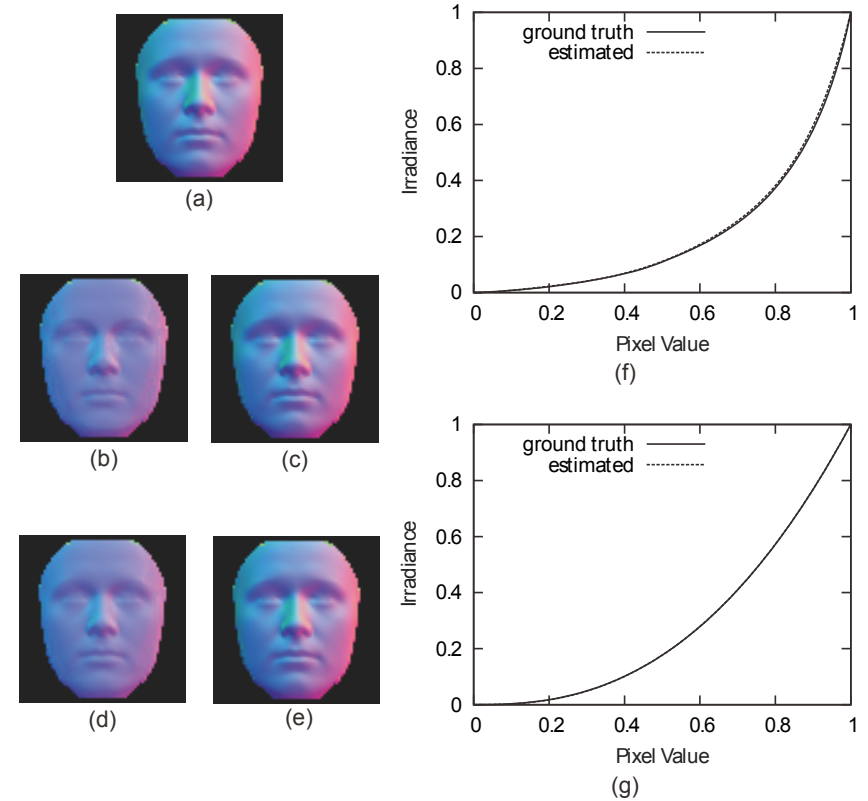 (a)
(b)
(c)
(d)
(e)
1
0.8
0.6
0.4
0.2
0
Irradiance
ground truth
estimated
0 0.2 0.4 0.6 0.8 1
Pixel Value
(f)
1
0.8
0.6
0.4
0.2
0
Irradiance
ground truth
estimated
0 0.2 0.4 0.6 0.8 1
Pixel Value
(g)